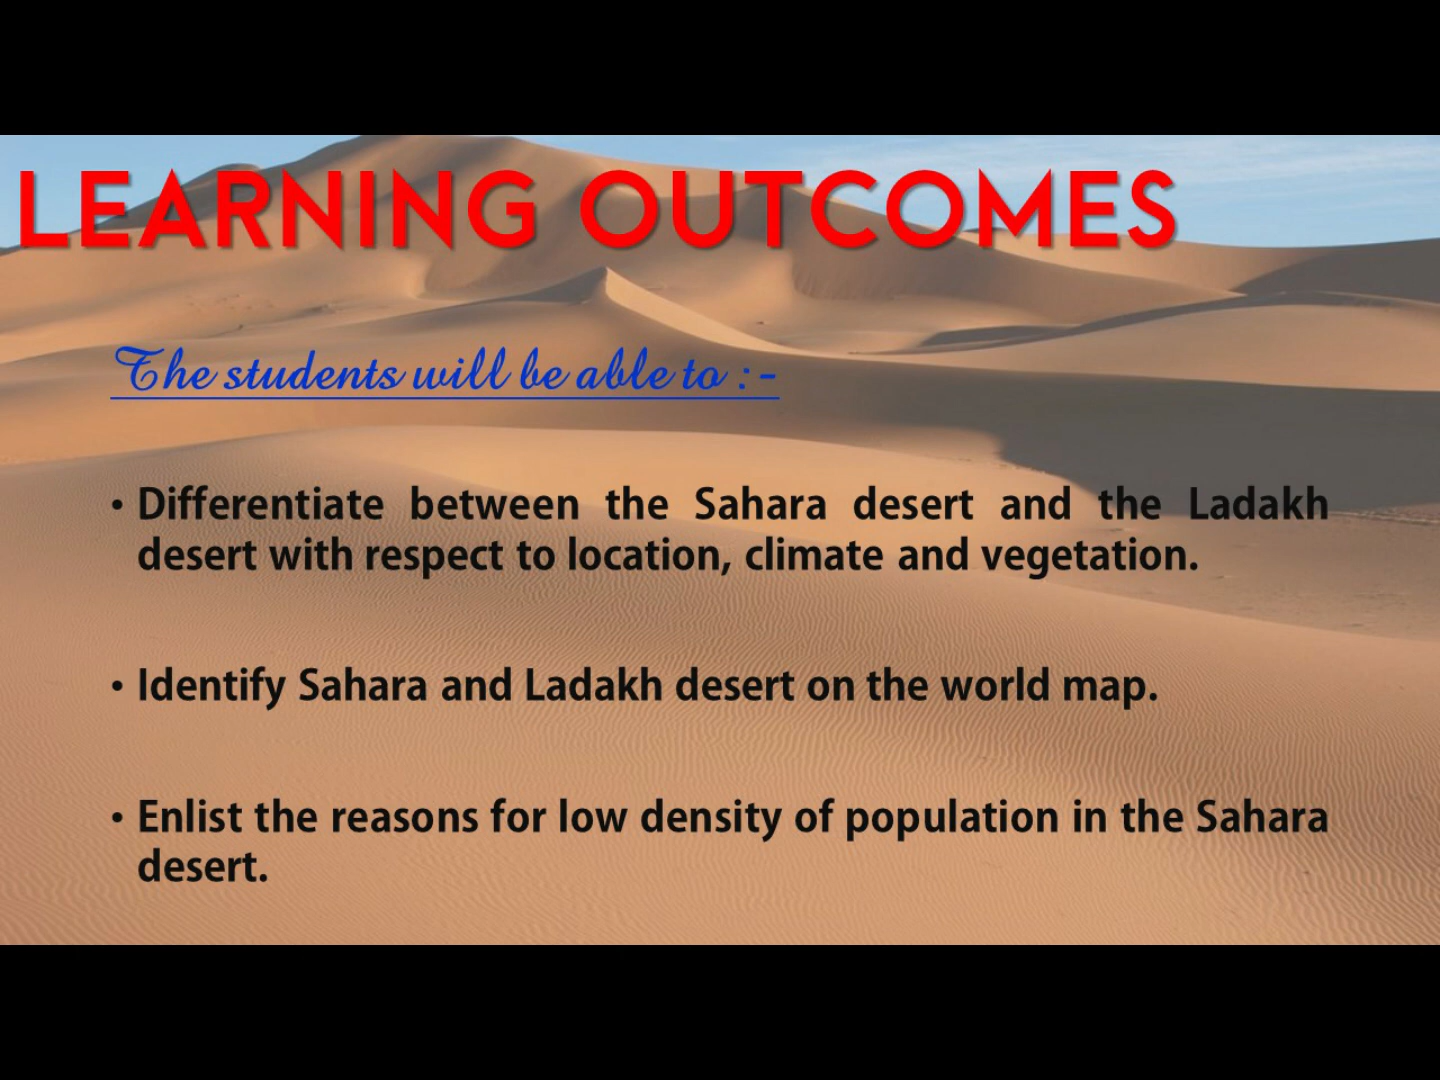 LEARNING OUTCOMES
The students will be able to :-
• Differentiate between the Sahara desert and the Ladakh
desert with respect to location, climate and vegetation.
• Identify Sahara and Ladakh desert on the world map.
• Enlist the reasons for low density of population in the Sahara
desert.